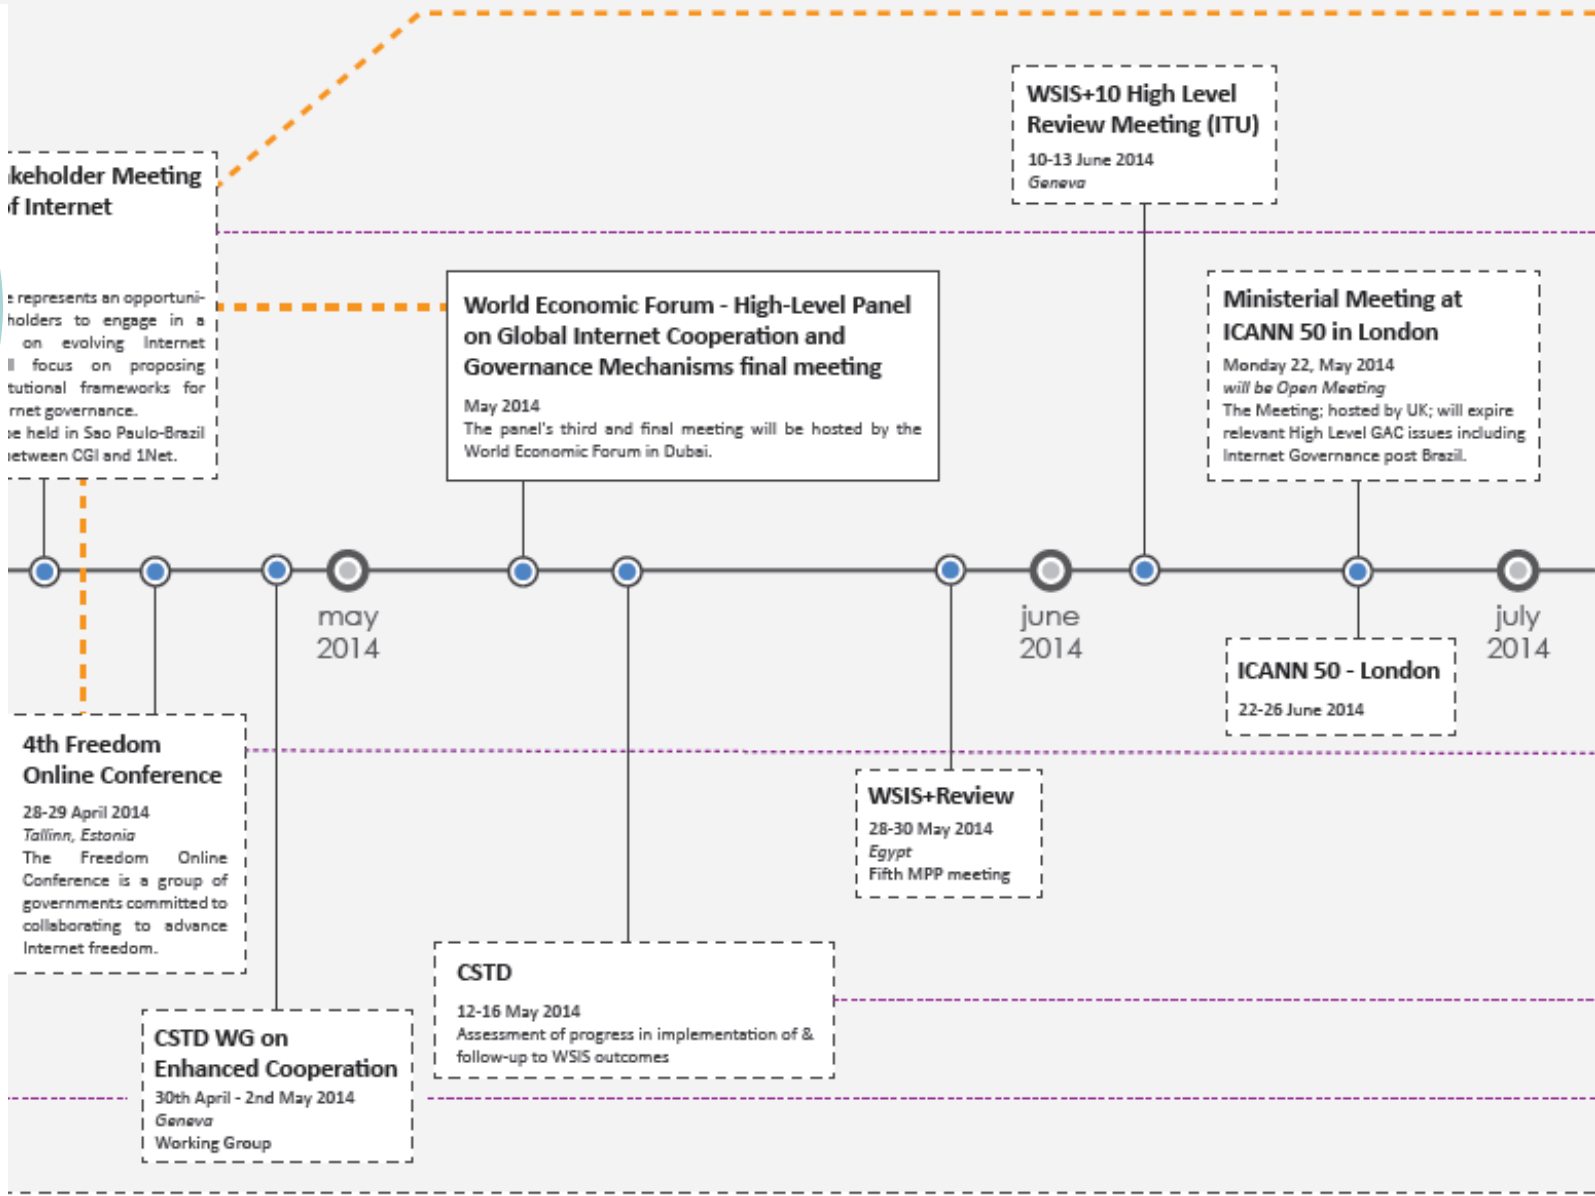 WSIS+10 High Level
Review Meeting (ITU)
10-13 June 2014
Geneva
Meeting
of Internet
represents an
to engage in a
on evolving Internet
focus on proposing
frameworks for
governance.
held in Sao Paulo-Brazil
CGI and 1Net.
World Economic Forum - High-Level Panel
on Global Internet Cooperation and
Governance Mechanisms final meeting
May 2014
The panel's third and final meeting will be hosted by the
World Economic Forum in Dubai.
Ministerial Meeting at
ICANN 50 in London
Monday 22, May 2014
will be Open Meeting
The Meeting; hosted by UK; will expire
relevant High Level GAC issues including
Internet Governance post Brazil.
may
2014
june
2014
july
2014
ICANN 50 - London
22-26 June 2014
4th Freedom
Online Conference
28-29 April 2014
Tallinn, Estonia
The Freedom Online
Conference is a group of
governments committed to
collaborating to advance
Internet freedom.
WSIS+Review
28-30 May 2014
Egypt
Fifth MPP meeting
CSTD
12-16 May 2014
Assessment of progress in implementation of &
follow-up to WSIS outcomes
CSTD WG on
Enhanced Cooperation
30th April - 2nd May 2014
Geneva
Working Group